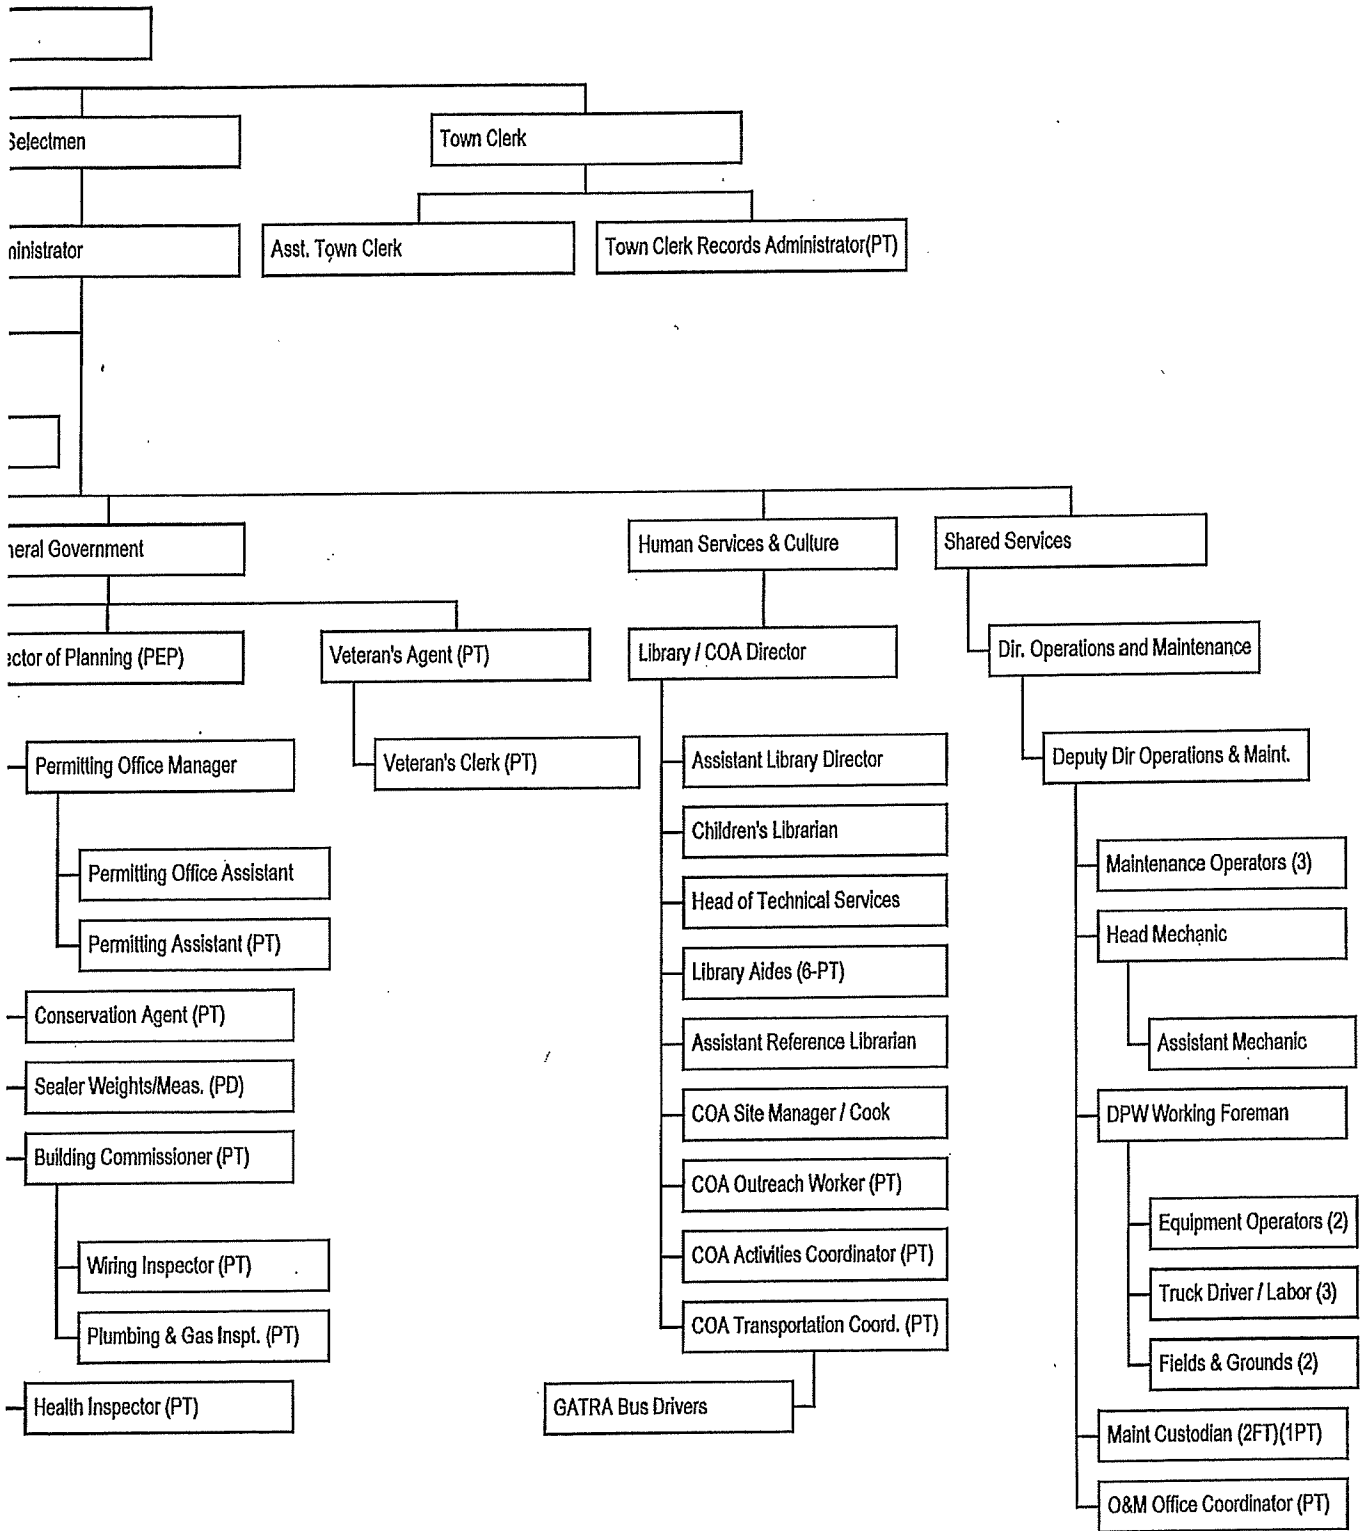 Selectmen
Town Clerk
ministrator
Asst. Town Clerk
Town Clerk Records Administrator(PT)
neral Government
Human Services & Culture
Shared Services
ector of Planning (PEP)
Veteran's Agent (PT)
Library / COA Director
Dir. Operations and Maintenance
Permitting Office Manager
Veteran's Clerk (PT)
Assistant Library Director
Deputy Dir Operations & Maint.
Children's Librarian
Permitting Office Assistant
Maintenance Operators (3)
Head of Technical Services
Permitting Assistant (PT)
Head Mechanic
Library Aides (6-PT)
Conservation Agent (PT)
Assistant Reference Librarian
Assistant Mechanic
Sealer Weights/Meas. (PD)
COA Site Manager / Cook
DPW Working Foreman
Building Commissioner (PT)
COA Outreach Worker (PT)
Equipment Operators (2)
Wiring Inspector (PT)
COA Activities Coordinator (PT)
Truck Driver / Labor (3)
Plumbing & Gas Inspt. (PT)
COA Transportation Coord. (PT)
Fields & Grounds (2)
Health Inspector (PT)
GATRA Bus Drivers
Maint Custodian (2FT)(1PT)
O&M Office Coordinator (PT)